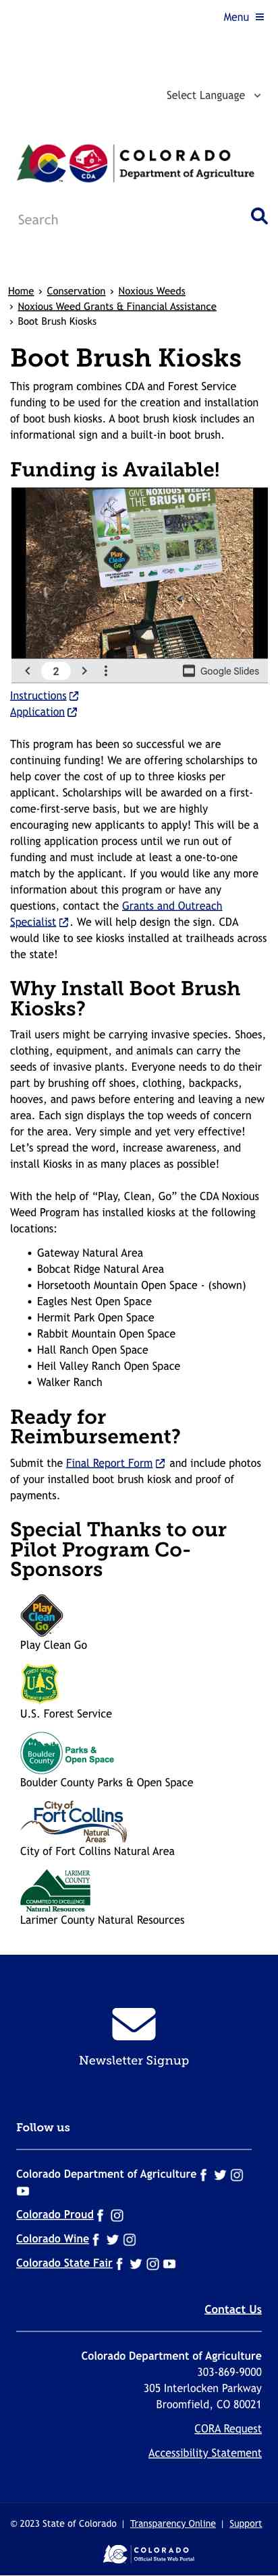 Menu
Select Language
COLORADO
Department of Agriculture
CO
CDA
Search
Home › Conservation › Noxious Weeds
› Noxious Weed Grants & Financial Assistance
› Boot Brush Kiosks
Boot Brush Kiosks
This program combines CDA and Forest Service
funding to be used for the creation and installation
of boot bush kiosks. A boot brush kiosk includes an
informational sign and a built-in boot brush.
Funding is Available!
THE BRUSH OFF!
PLAY
CLEAN
GO
2
Google Slides
Instructions
Application
This program has been so successful we are
continuing funding! We are offering scholarships to
help cover the cost of up to three kiosks per
applicant. Scholarships will be awarded on a first-
come-first-serve basis, but we are highly
encouraging new applicants to apply! This will be a
rolling application process until we run out of
funding and must include at least a one-to-one
match by the applicant. If you would like any more
information about this program or have any
questions, contact the Grants and Outreach
Specialist . We will help design the sign. CDA
would like to see kiosks installed at trailheads across
the state!
Why Install Boot Brush
Kiosks?
Trail users might be carrying invasive species. Shoes,
clothing, equipment, and animals can carry the
seeds of invasive plants. Everyone needs to do their
part by brushing off shoes, clothing, backpacks,
hooves, and paws before entering and leaving a new
area. Each sign displays the top weeds of concern
for the area. Very simple and yet very effective!
Let's spread the word, increase awareness, and
install Kiosks in as many places as possible!
With the help of “Play, Clean, Go” the CDA Noxious
Weed Program has installed kiosks at the following
locations:
• Gateway Natural Area
• Bobcat Ridge Natural Area
• Horsetooth Mountain Open Space - (shown)
• Eagles Nest Open Space
• Hermit Park Open Space
• Rabbit Mountain Open Space
• Hall Ranch Open Space
• Heil Valley Ranch Open Space
• Walker Ranch
Ready for
Reimbursement?
Submit the Final Report Form and include photos
of your installed boot brush kiosk and proof of
payments.
Special Thanks to our
Pilot Program Co-
Sponsors
Play
Clean
Go
Play Clean Go
FOREST SERVICE
UAS
U.S. Forest Service
Boulder
County
Parks &
Open Space
Boulder County Parks & Open Space
City of
Fort Collins
Natural
Areas
City of Fort Collins Natural Area
LARIMER
COUNTY
COMMITTED TO EXCELLENCE
Natural Resources
Larimer County Natural Resources
Newsletter Signup
Follow us
Colorado Department of Agriculture
Colorado Proud
Colorado Wine
Colorado State Fair
Contact Us
Colorado Department of Agriculture
303-869-9000
305 Interlocken Parkway
Broomfield, CO 80021
CORA Request
Accessibility Statement
© 2023 State of Colorado | Transparency Online | Support
COLORADO
Official State Web Portal